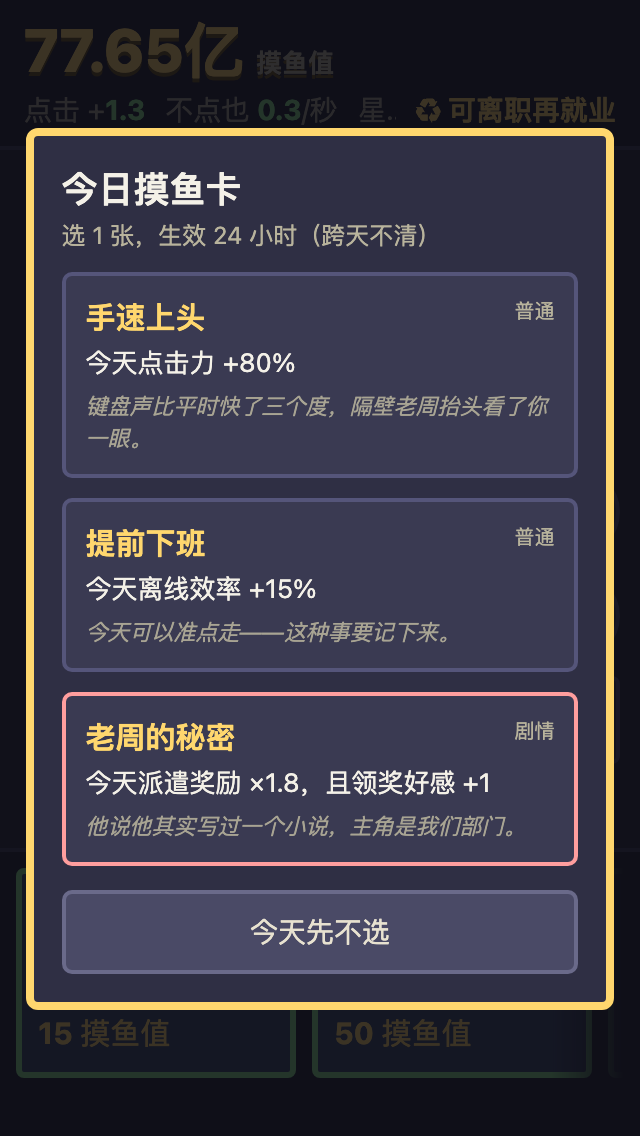 77.65亿 摸鱼值
点击 +1.3 不点也 0.3/秒 星… ♻ 可离职再就业
今日摸鱼卡
选 1 张，生效 24 小时（跨天不清）
手速上头 普通
今天点击力 +80%
键盘声比平时快了三个度，隔壁老周抬头看了你
一眼。
提前下班 普通
今天离线效率 +15%
今天可以准点走——这种事要记下来。
老周的秘密 剧情
今天派遣奖励 ×1.8，且领奖好感 +1
他说他其实写过一个小说，主角是我们部门。
今天先不选
15 摸鱼值 50 摸鱼值